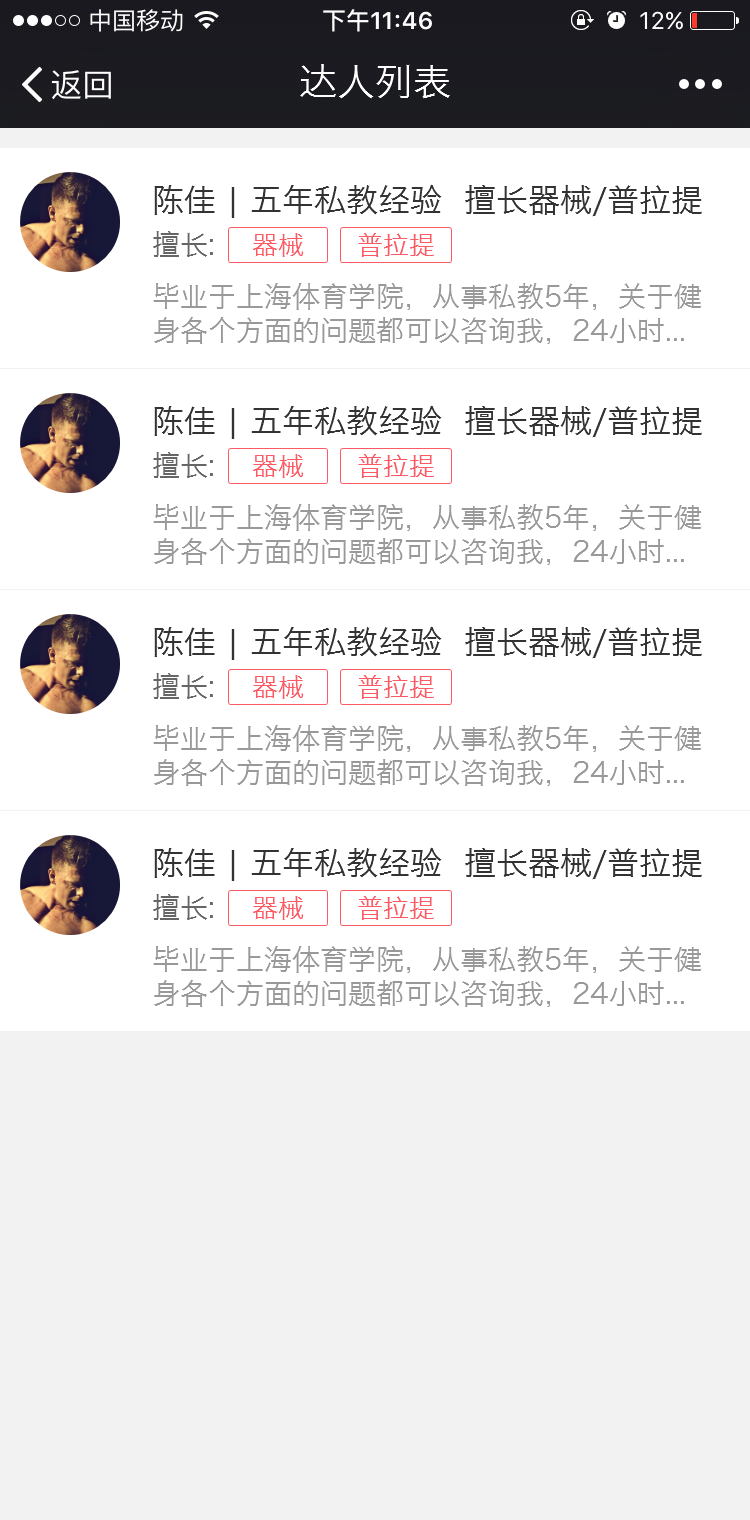 中国移动 下午11:46 12%
返回 达人列表
陈佳 | 五年私教经验 擅长器械/普拉提
擅长: 器械 普拉提
毕业于上海体育学院，从事私教5年，关于健
身各个方面的问题都可以咨询我，24小时...
陈佳 | 五年私教经验 擅长器械/普拉提
擅长: 器械 普拉提
毕业于上海体育学院，从事私教5年，关于健
身各个方面的问题都可以咨询我，24小时...
陈佳 | 五年私教经验 擅长器械/普拉提
擅长: 器械 普拉提
毕业于上海体育学院，从事私教5年，关于健
身各个方面的问题都可以咨询我，24小时...
陈佳 | 五年私教经验 擅长器械/普拉提
擅长: 器械 普拉提
毕业于上海体育学院，从事私教5年，关于健
身各个方面的问题都可以咨询我，24小时...